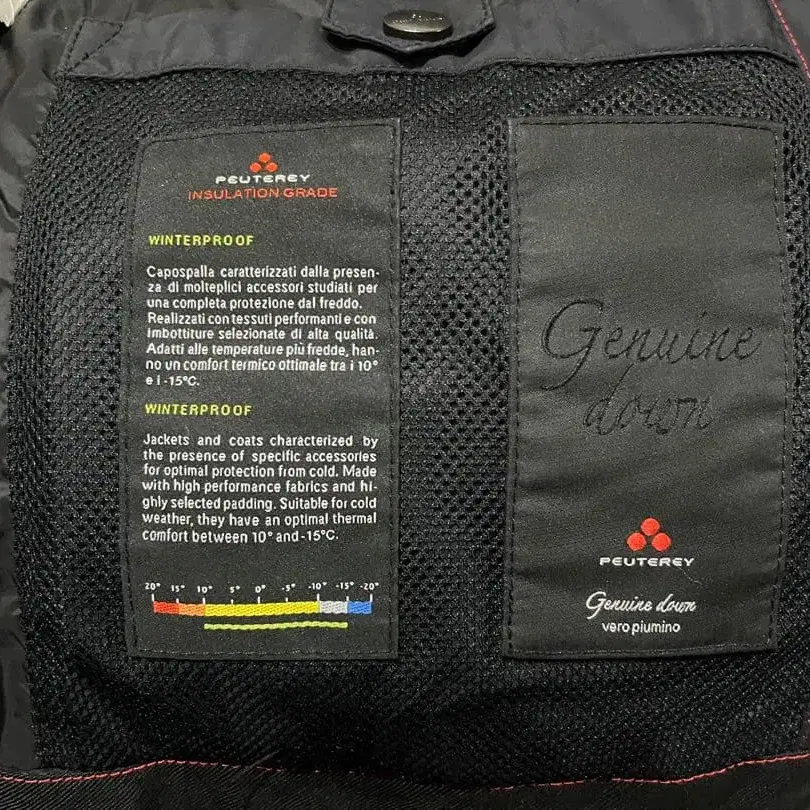 PEUTEREY
INSULATION GRADE
WINTERPROOF
Capospalla caratterizzati dalla presen-
za di molteplici accessori studiati per
una completa protezione dal freddo.
Realizzati con tessuti performanti e con
imbottiture selezionate di alta qualità.
Adatti alle temperature più fredde, han-
no un comfort termico ottimale tra i 10°
e i -15°C.
WINTERPROOF
Jackets and coats characterized by
the presence of specific accessories
for optimal protection from cold. Made
with high performance fabrics and hi-
ghly selected padding. Suitable for cold
weather, they have an optimal thermal
comfort between 10° and -15°C.
20° 15° 10° 5° 0° -5° -10° -15° -20°
Genuine
down
PEUTEREY
Genuine down
vero piumino